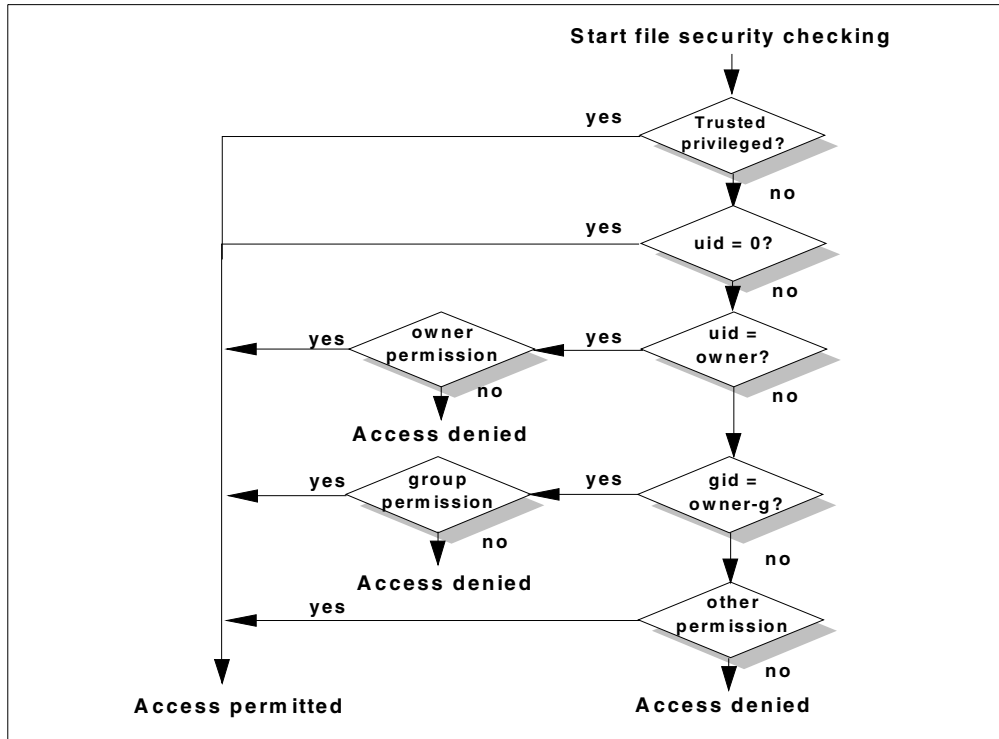 Start file security checking
yes
Trusted
privileged?
no
yes
uid = 0?
no
yes
owner
permission
yes
uid =
owner?
no
no
Access denied
yes
group
permission
yes
gid =
owner-g?
no
no
Access denied
yes
other
permission
no
Access permitted
Access denied